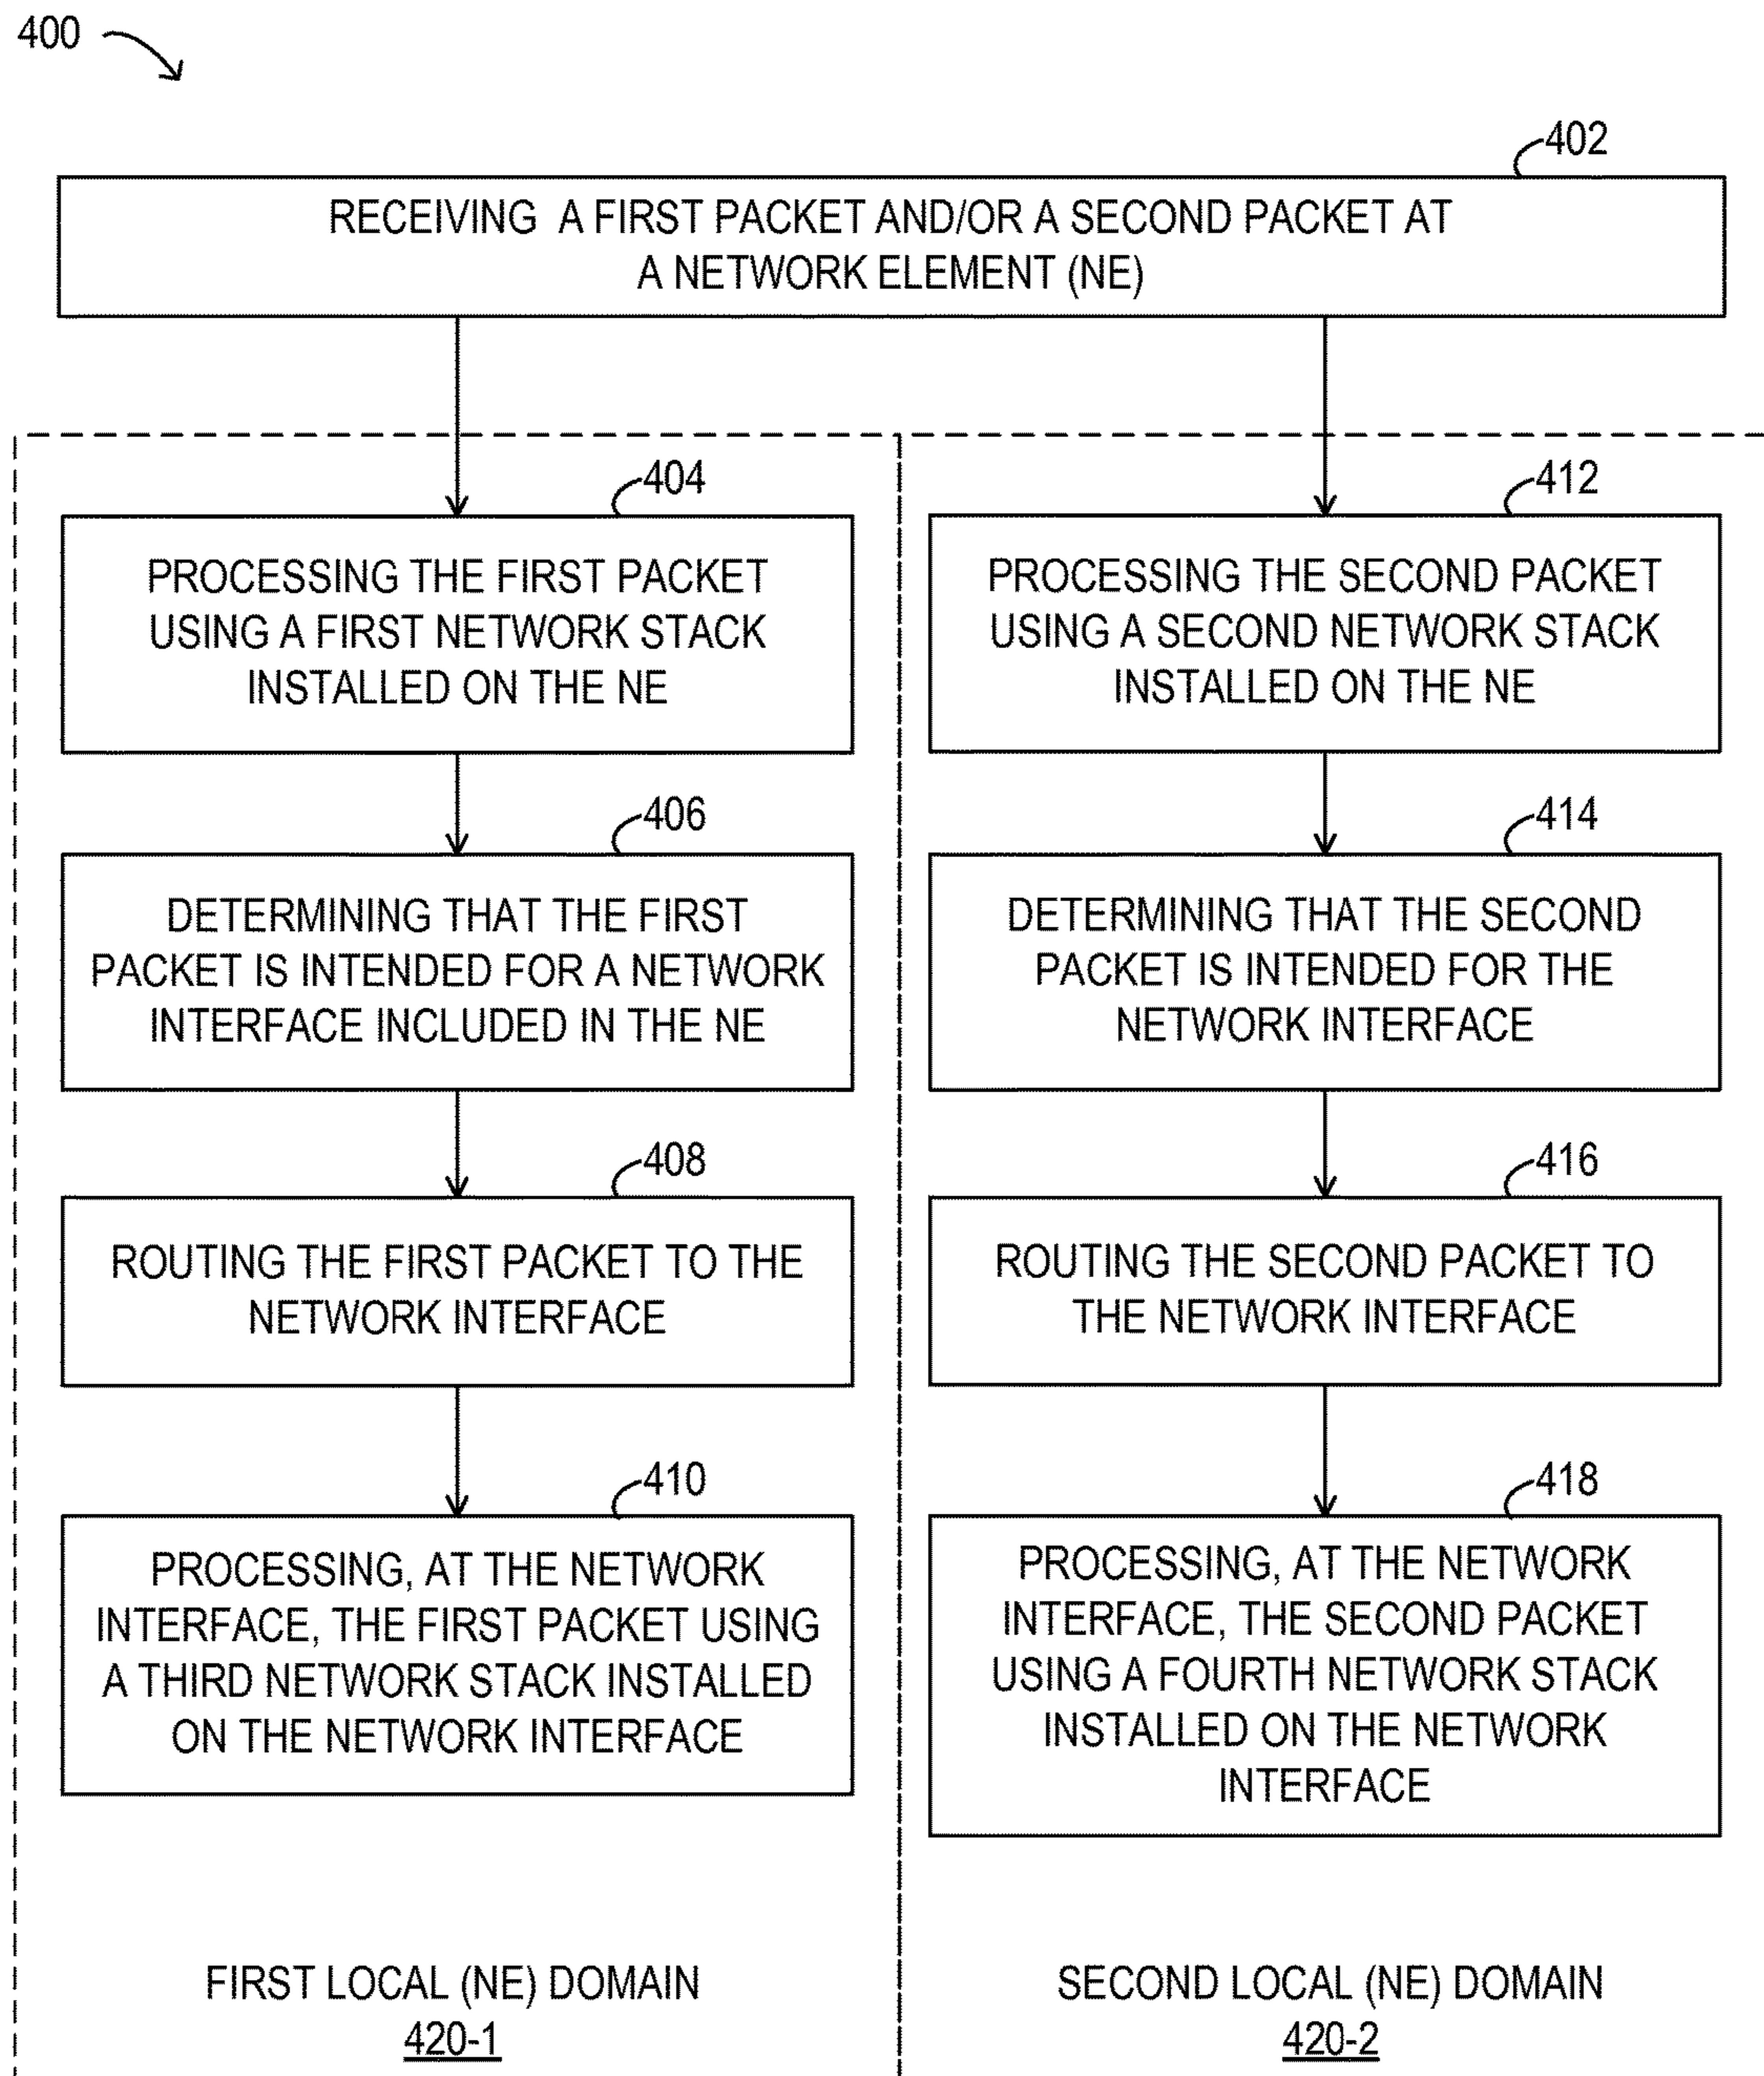 400
402
RECEIVING A FIRST PACKET AND/OR A SECOND PACKET AT
A NETWORK ELEMENT (NE)
404
PROCESSING THE FIRST PACKET
USING A FIRST NETWORK STACK
INSTALLED ON THE NE
406
DETERMINING THAT THE FIRST
PACKET IS INTENDED FOR A NETWORK
INTERFACE INCLUDED IN THE NE
408
ROUTING THE FIRST PACKET TO THE
NETWORK INTERFACE
410
PROCESSING, AT THE NETWORK
INTERFACE, THE FIRST PACKET USING
A THIRD NETWORK STACK INSTALLED
ON THE NETWORK INTERFACE
FIRST LOCAL (NE) DOMAIN
420-1
412
PROCESSING THE SECOND PACKET
USING A SECOND NETWORK STACK
INSTALLED ON THE NE
414
DETERMINING THAT THE SECOND
PACKET IS INTENDED FOR THE
NETWORK INTERFACE
416
ROUTING THE SECOND PACKET TO
THE NETWORK INTERFACE
418
PROCESSING, AT THE NETWORK
INTERFACE, THE SECOND PACKET
USING A FOURTH NETWORK STACK
INSTALLED ON THE NETWORK
INTERFACE
SECOND LOCAL (NE) DOMAIN
420-2